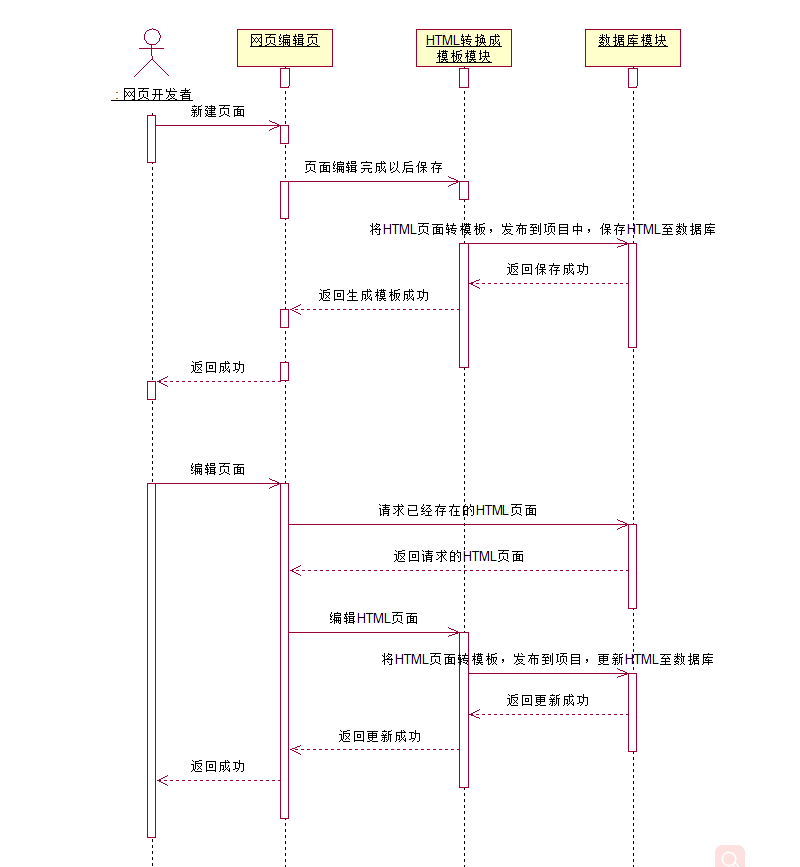 网页编辑页
HTML转换成
模板模块
数据库模块
: 网页开发者
新建页面
页面编辑完成以后保存
将HTML页面转模板，发布到项目中，保存HTML至数据库
返回保存成功
返回生成模板成功
返回成功
编辑页面
请求已经存在的HTML页面
返回请求的HTML页面
编辑HTML页面
将HTML页面转模板，发布到项目，更新HTML至数据库
返回更新成功
返回更新成功
返回成功